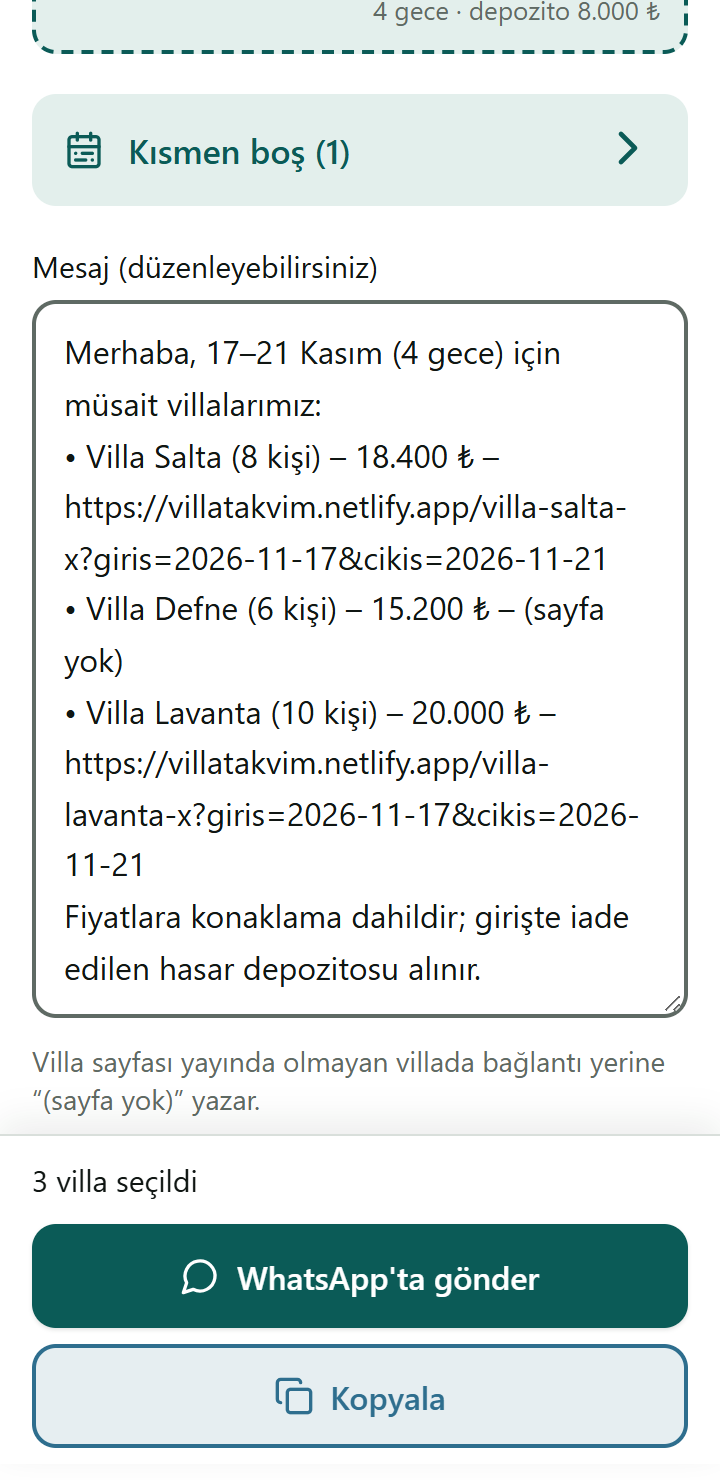 4 gece · depozito 8.000 ₺
Kısmen boş (1)
Mesaj (düzenleyebilirsiniz)
Merhaba, 17–21 Kasım (4 gece) için
müsait villalarımız:
• Villa Salta (8 kişi) – 18.400 ₺ –
https://villatakvim.netlify.app/villa-salta-
x?giris=2026-11-17&cikis=2026-11-21
• Villa Defne (6 kişi) – 15.200 ₺ – (sayfa
yok)
• Villa Lavanta (10 kişi) – 20.000 ₺ –
https://villatakvim.netlify.app/villa-
lavanta-x?giris=2026-11-17&cikis=2026-
11-21
Fiyatlara konaklama dahildir; girişte iade
edilen hasar depozitosu alınır.
Villa sayfası yayında olmayan villada bağlantı yerine
“(sayfa yok)” yazar.
3 villa seçildi
WhatsApp'ta gönder
Kopyala